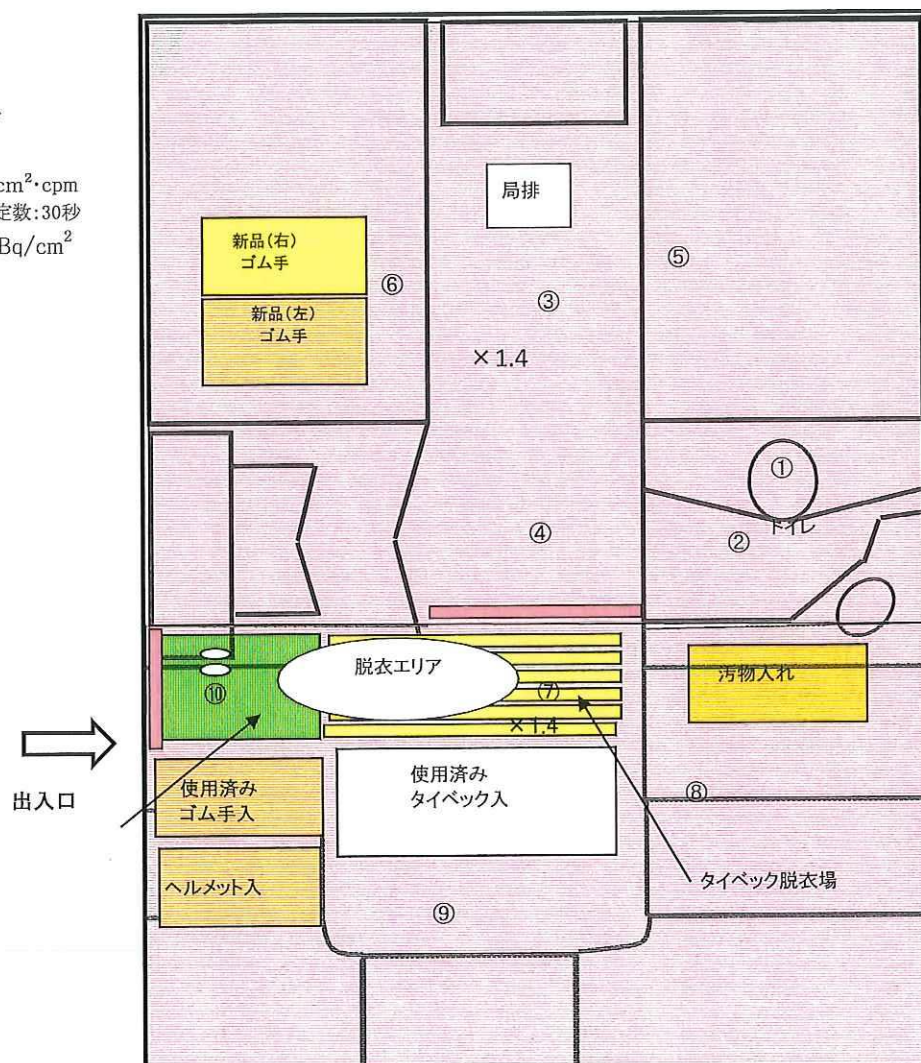 cm²・cpm
定数:30秒
Bq/cm²
局排
新品(右)
ゴム手
⑥
⑤
新品(左)
ゴム手
③
×1.4
①
④
②
トイレ
脱衣エリア
⑦
汚物入れ
⑩
×1.4
出入口
使用済み
ゴム手入
使用済み
タイベック入
⑧
ヘルメット入
タイベック脱衣場
⑨